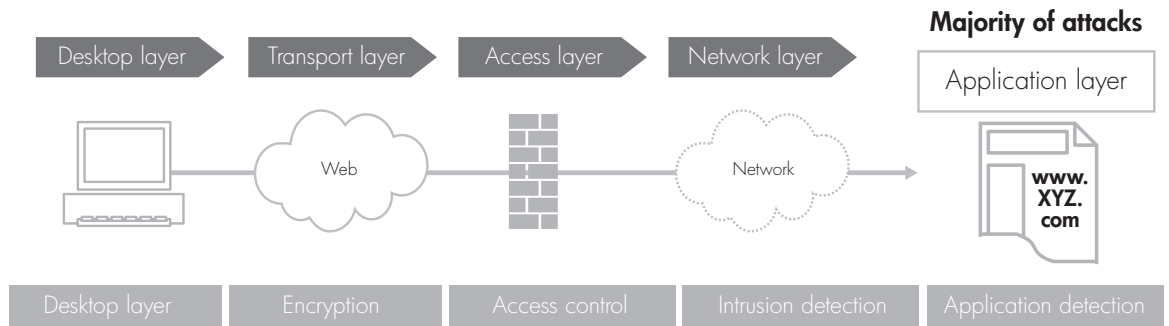 Majority of attacks
Desktop layer
Transport layer
Access layer
Network layer
Application layer
Web
Network
www.
XYZ.
com
Desktop layer
Encryption
Access control
Intrusion detection
Application detection